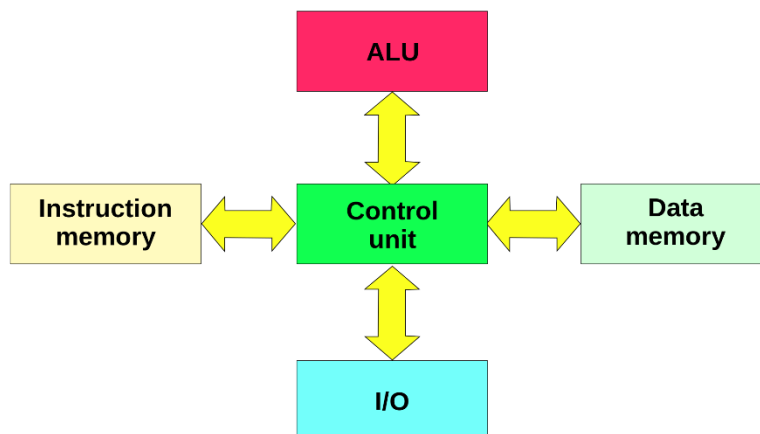 ALU
Instruction
memory
Control
unit
Data
memory
I/O